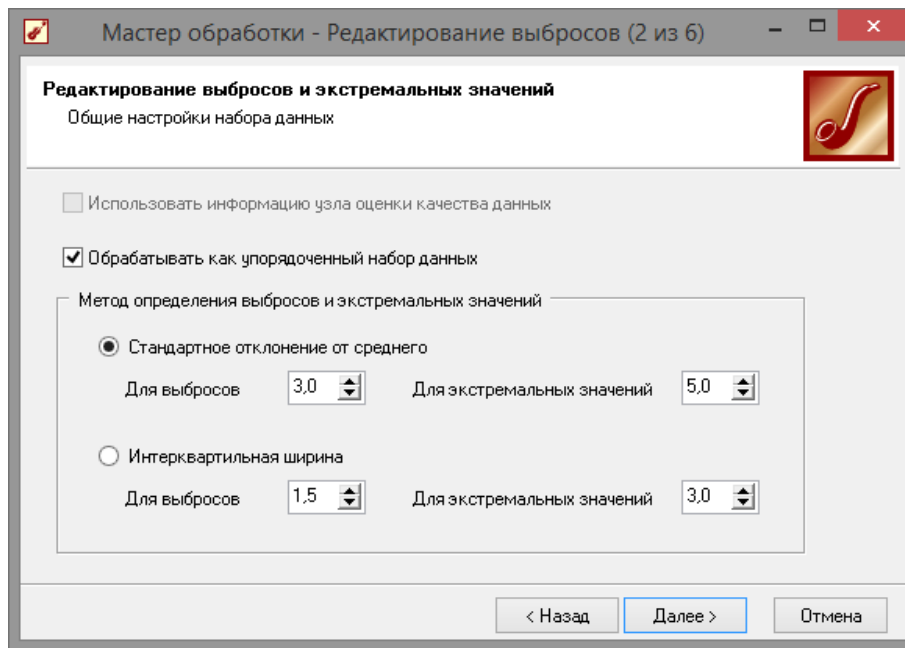 Мастер обработки - Редактирование выбросов (2 из 6)
Редактирование выбросов и экстремальных значений
Общие настройки набора данных
Использовать информацию узла оценки качества данных
Обрабатывать как упорядоченный набор данных
Метод определения выбросов и экстремальных значений
Стандартное отклонение от среднего
Для выбросов 3,0 Для экстремальных значений 5,0
Интерквартильная ширина
Для выбросов 1,5 Для экстремальных значений 3,0
< Назад Далее > Отмена